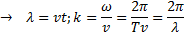 → λ = vt; k = ω/v = 2π/Tv = 2π/λ